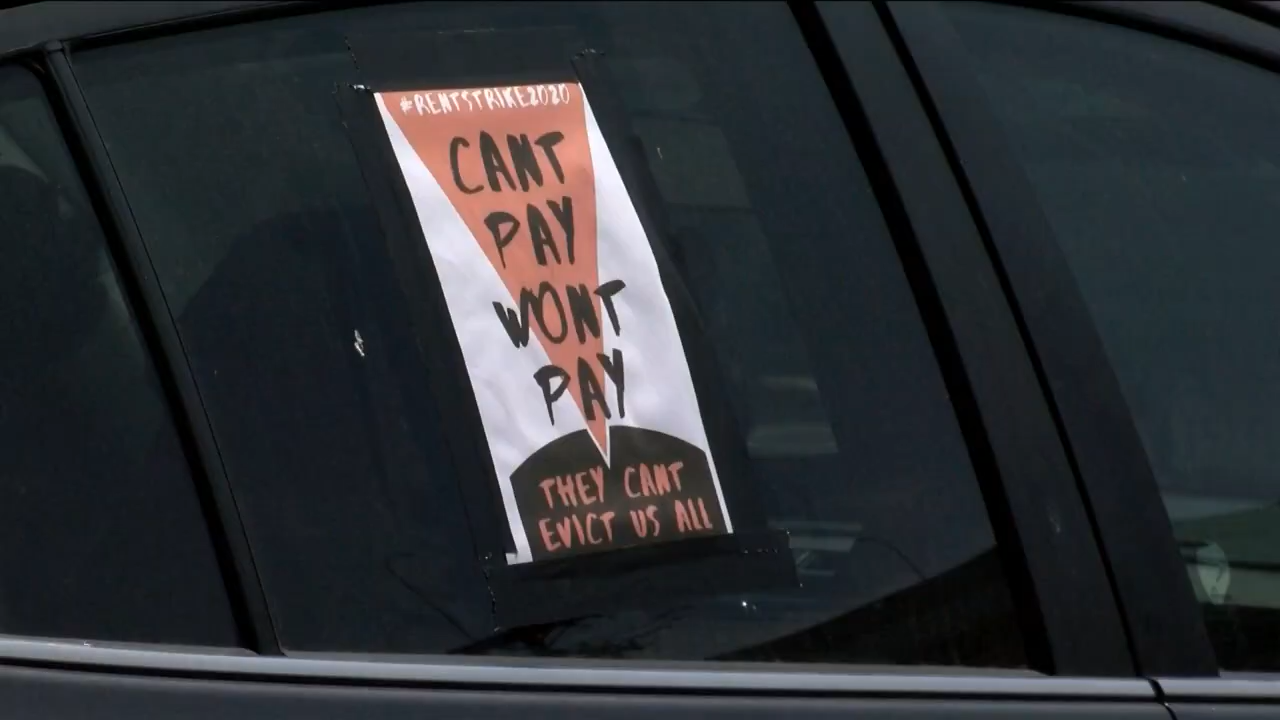 #RENTSTRIKE2020
CANT
PAY
WONT
PAY
THEY CANT
EVICT US ALL